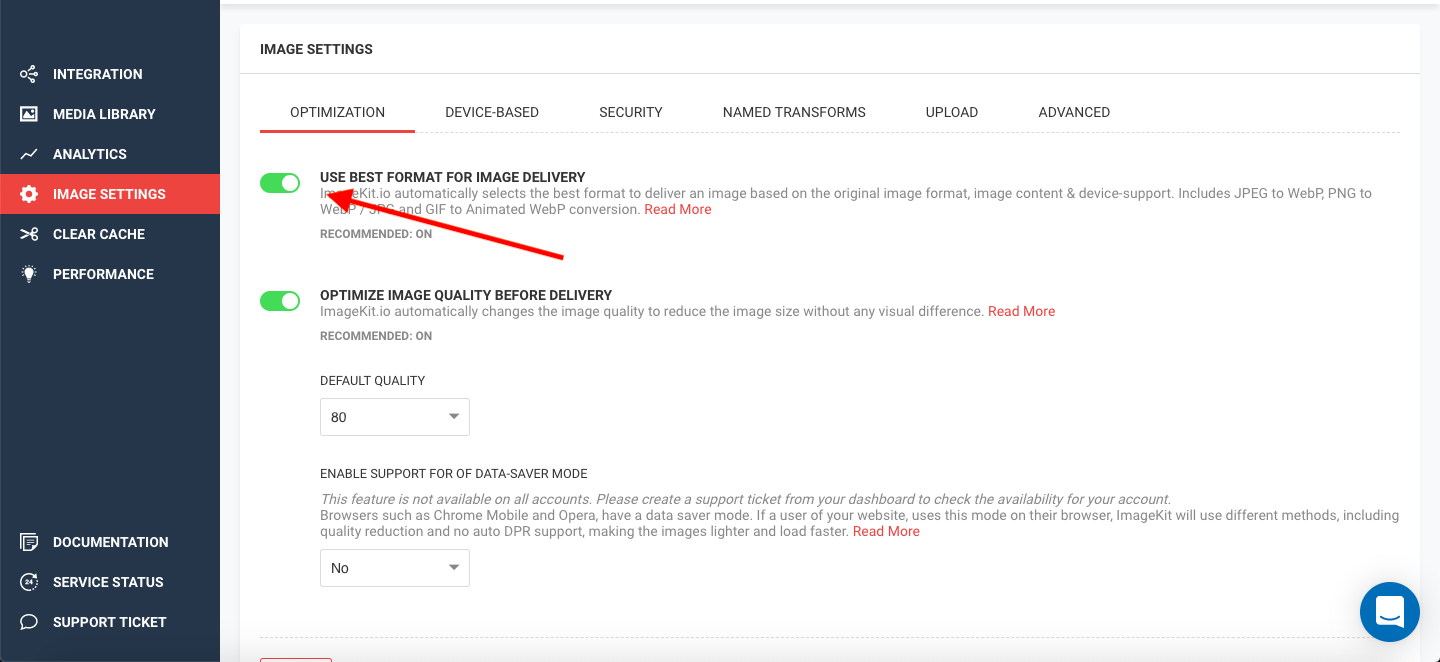 IMAGE SETTINGS
INTEGRATION
MEDIA LIBRARY
ANALYTICS
IMAGE SETTINGS
CLEAR CACHE
PERFORMANCE
DOCUMENTATION
24
SERVICE STATUS
SUPPORT TICKET
OPTIMIZATION DEVICE-BASED SECURITY NAMED TRANSFORMS UPLOAD ADVANCED
USE BEST FORMAT FOR IMAGE DELIVERY
ImageKit.io automatically selects the best format to deliver an image based on the original image format, image content & device-support. Includes JPEG to WebP, PNG to
WebP / JPG and GIF to Animated WebP conversion. Read More
RECOMMENDED: ON
OPTIMIZE IMAGE QUALITY BEFORE DELIVERY
ImageKit.io automatically changes the image quality to reduce the image size without any visual difference. Read More
RECOMMENDED: ON
DEFAULT QUALITY
80
ENABLE SUPPORT FOR OF DATA-SAVER MODE
This feature is not available on all accounts. Please create a support ticket from your dashboard to check the availability for your account.
Browsers such as Chrome Mobile and Opera, have a data saver mode. If a user of your website, uses this mode on their browser, ImageKit will use different methods, including
quality reduction and no auto DPR support, making the images lighter and load faster. Read More
No